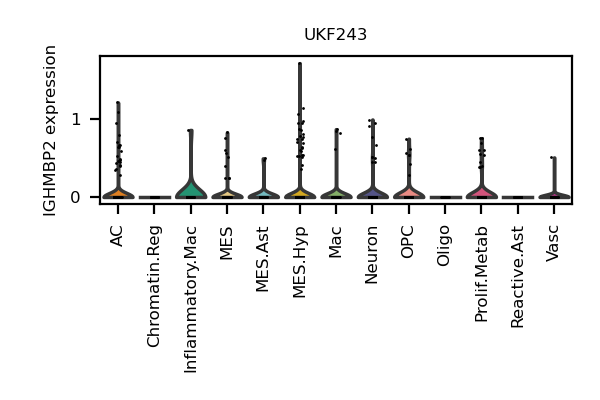 UKF243
IGHMBP2 expression
1
0
AC
Chromatin.Reg
Inflammatory.Mac
MES
MES.Ast
MES.Hyp
Mac
Neuron
OPC
Oligo
Prolif.Metab
Reactive.Ast
Vasc